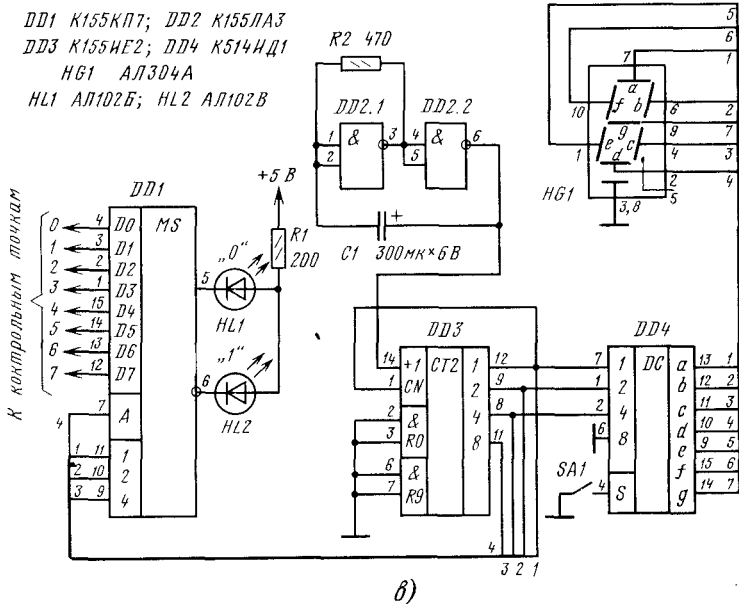 DD1 К155КП7; DD2 К155ЛА3
DD3 К155ИЕ2; DD4 К514ИД1
HG1 АЛ304А
HL1 АЛ102Б; HL2 АЛ102В
R2 470
DD2.1
DD2.2
1
2
&
3
4
5
&
6
C1
+
300мк×6В
5
6
1
7
a
f
b
g
e
c
d
10
1
6
9
4
2
5
3,8
2
7
3
4
HG1
DD1
+5 В
R1
200
К контрольным точкам
0
1
2
3
4
5
6
7
4
3
2
1
15
14
13
12
D0
D1
D2
D3
D4
D5
D6
D7
MS
5
6
„0"
HL1
„1"
HL2
4
7
A
1
11
1
2
10
2
3
9
4
DD3
14
+1
CT2
1
12
1
CN
2
9
2
&
4
8
3
R0
8
11
6
&
7
R9
4
3
2
1
DD4
7
1
DC
a
13
1
1
2
b
12
2
2
4
c
11
3
6
8
d
10
4
e
9
5
SA1
4
S
f
15
6
g
14
7
в)